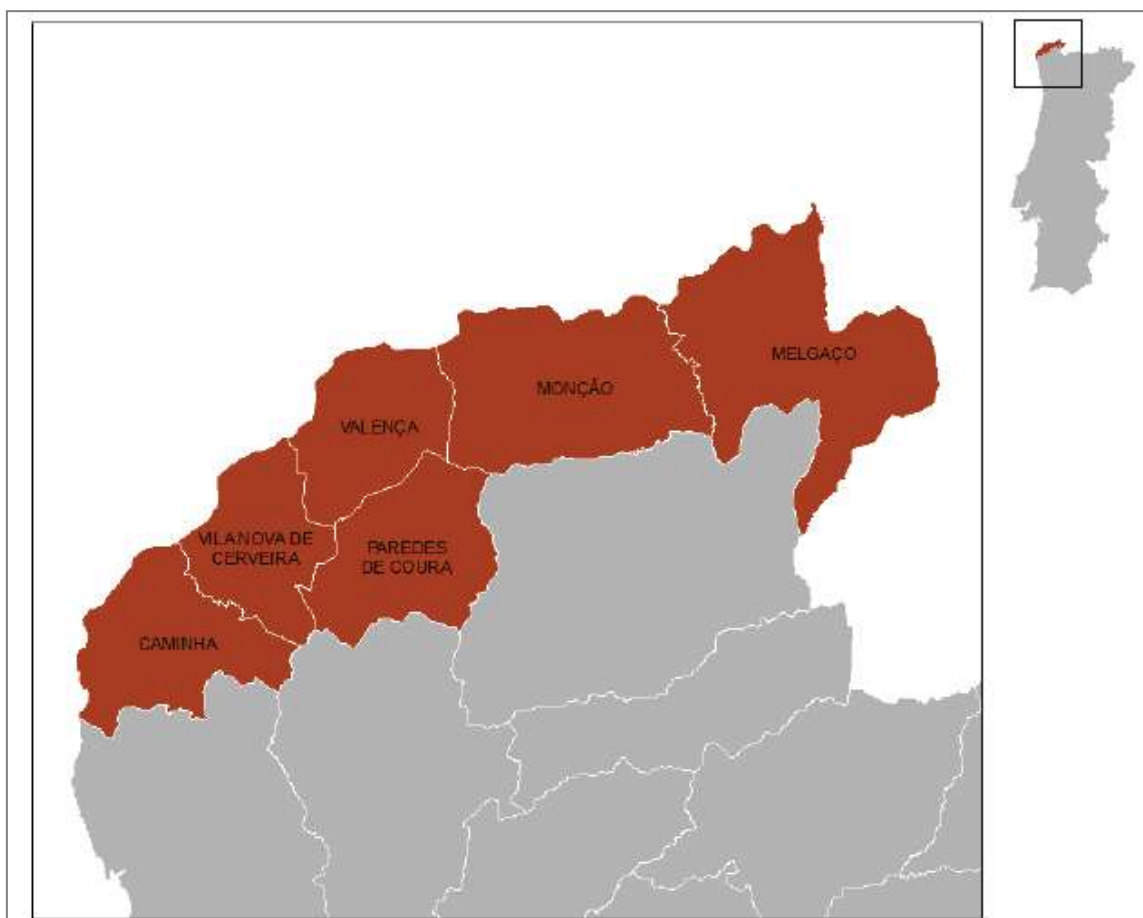 MELGAÇO
MONÇÃO
VALENÇA
VILA NOVA DE
CERVEIRA
PAREDES
DE COURA
CAMINHA